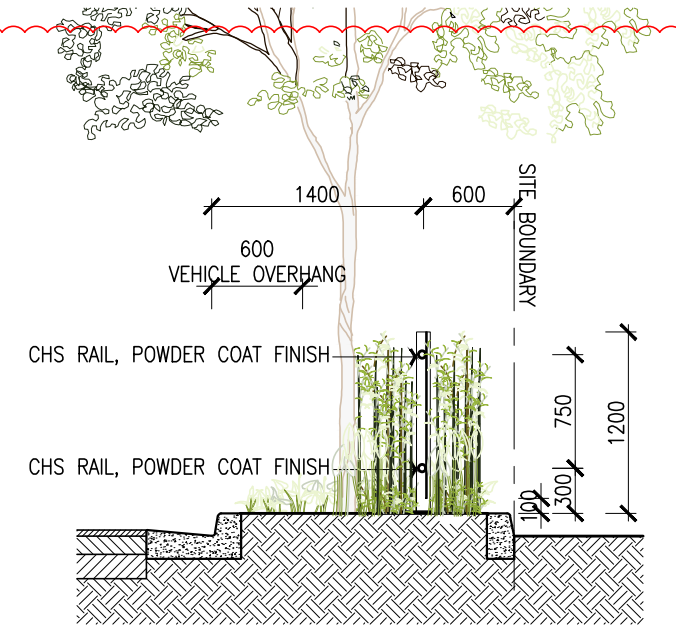 1400
600
SITE BOUNDARY
600
VEHICLE OVERHANG
CHS RAIL, POWDER COAT FINISH
750
1200
CHS RAIL, POWDER COAT FINISH
300
100